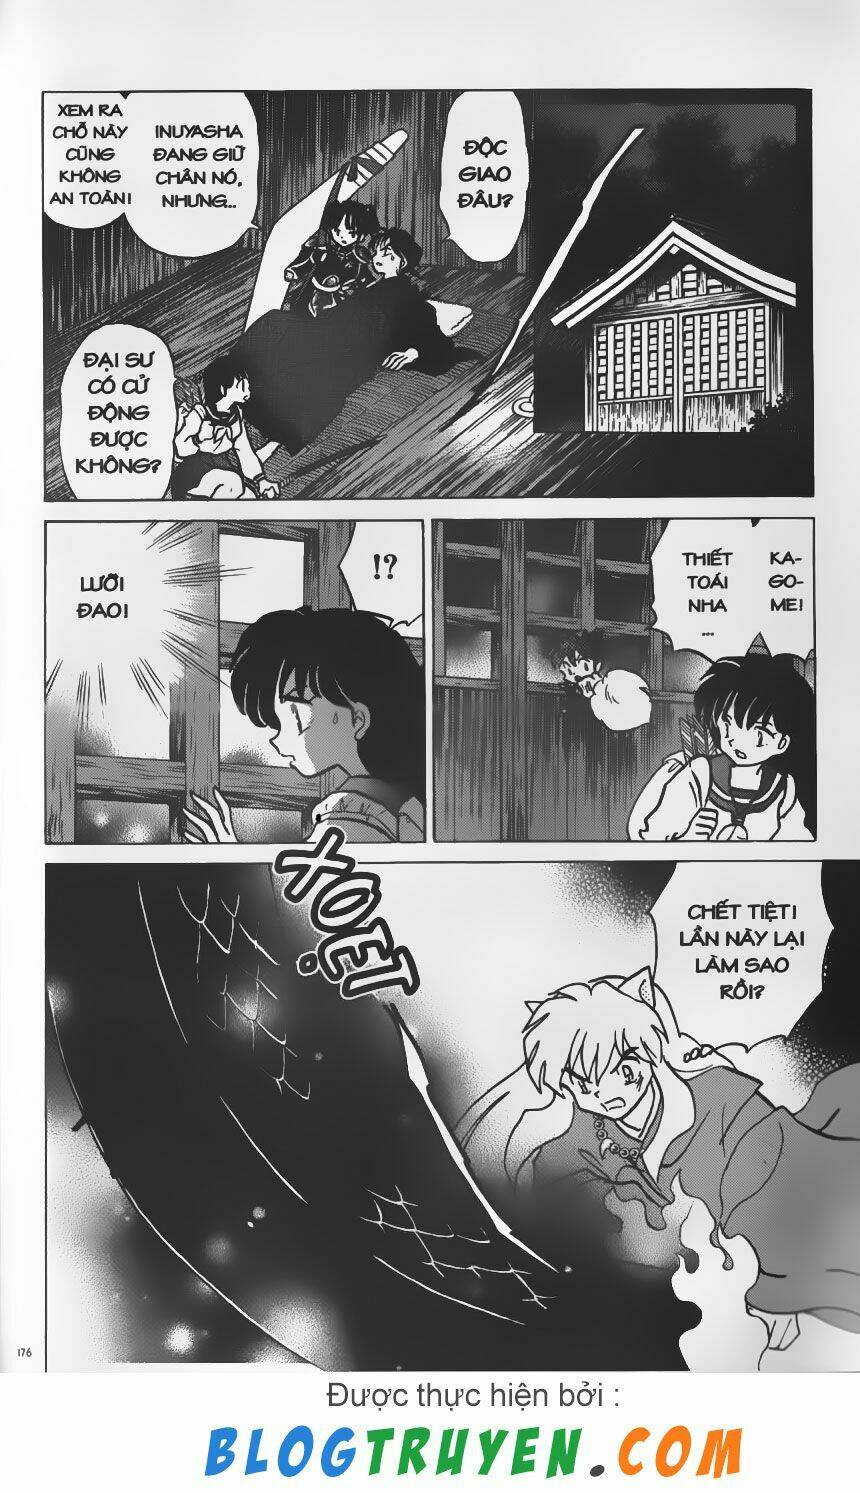 ĐỘC
GIAO
ĐÂU?
INUYASHA
ĐANG GIỮ
CHÂN NÓ,
NHƯNG...
XEM RA
CHỖ NÀY
CŨNG
KHÔNG
AN TOÀN!
ĐẠI SƯ
CÓ CỬ
ĐỘNG
ĐƯỢC
KHÔNG?
KA-
GO-
ME!
THIẾT
TOÁI
NHA
...
!?
LƯỠI
ĐAO!
XOẸT
CHẾT TIỆT!
LẦN NÀY LẠI
LÀM SAO
RỒI?
176
Được thực hiện bởi :
BLOGTRUYEN.COM